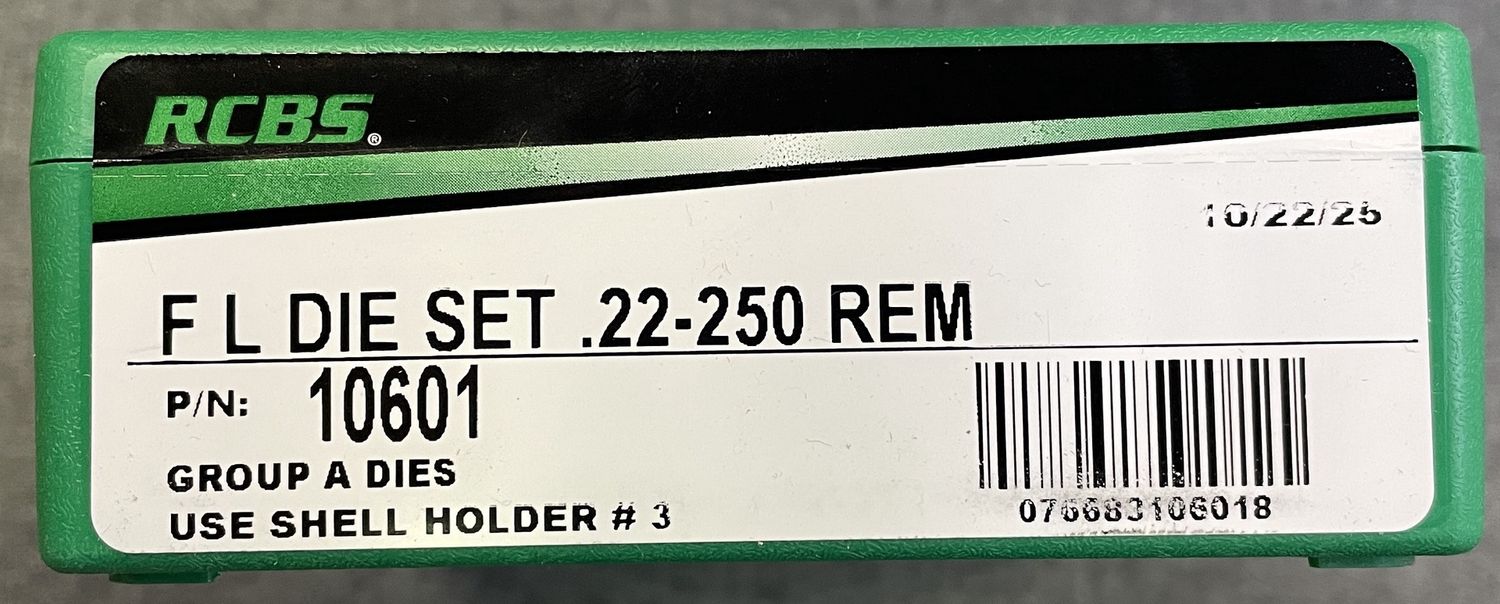 RCBS®
10/22/25
F L DIE SET .22-250 REM
P/N: 10601
GROUP A DIES
USE SHELL HOLDER # 3
076683106018